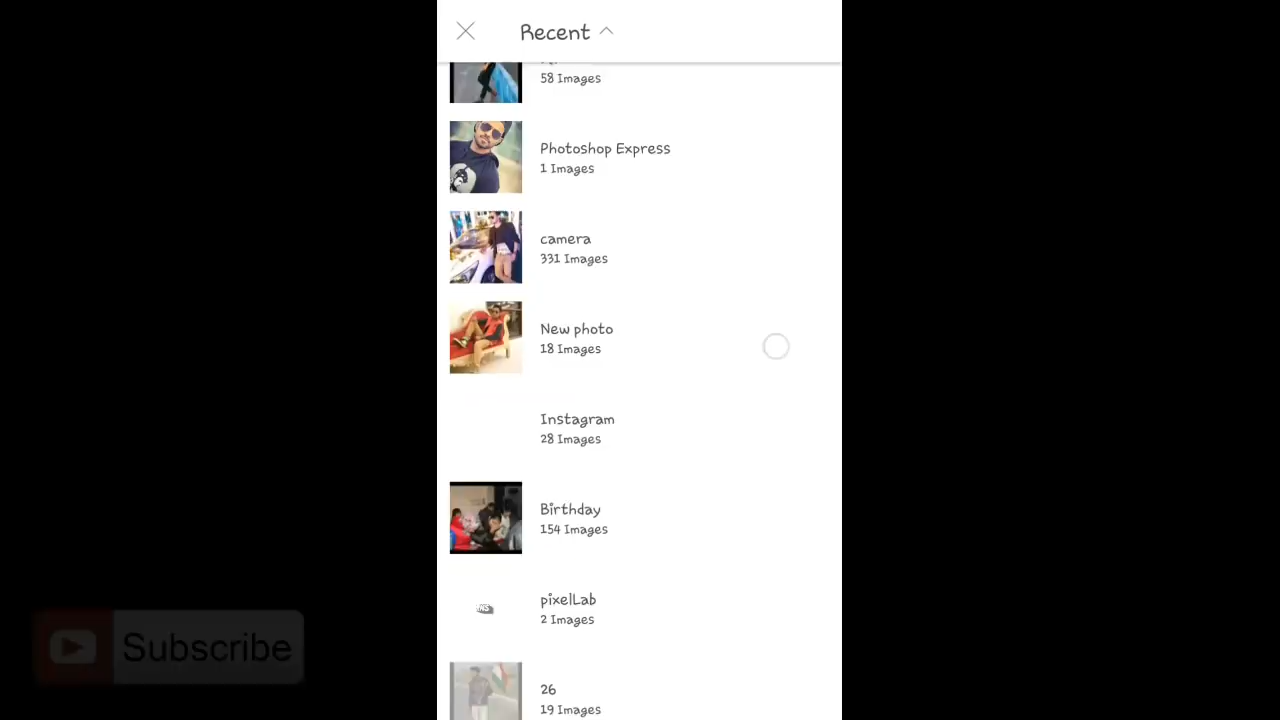 Recent
58 Images
Photoshop Express
1 Images
camera
331 Images
New photo
18 Images
Instagram
28 Images
Birthday
154 Images
pixelLab
2 Images
Subscribe
26
19 Images